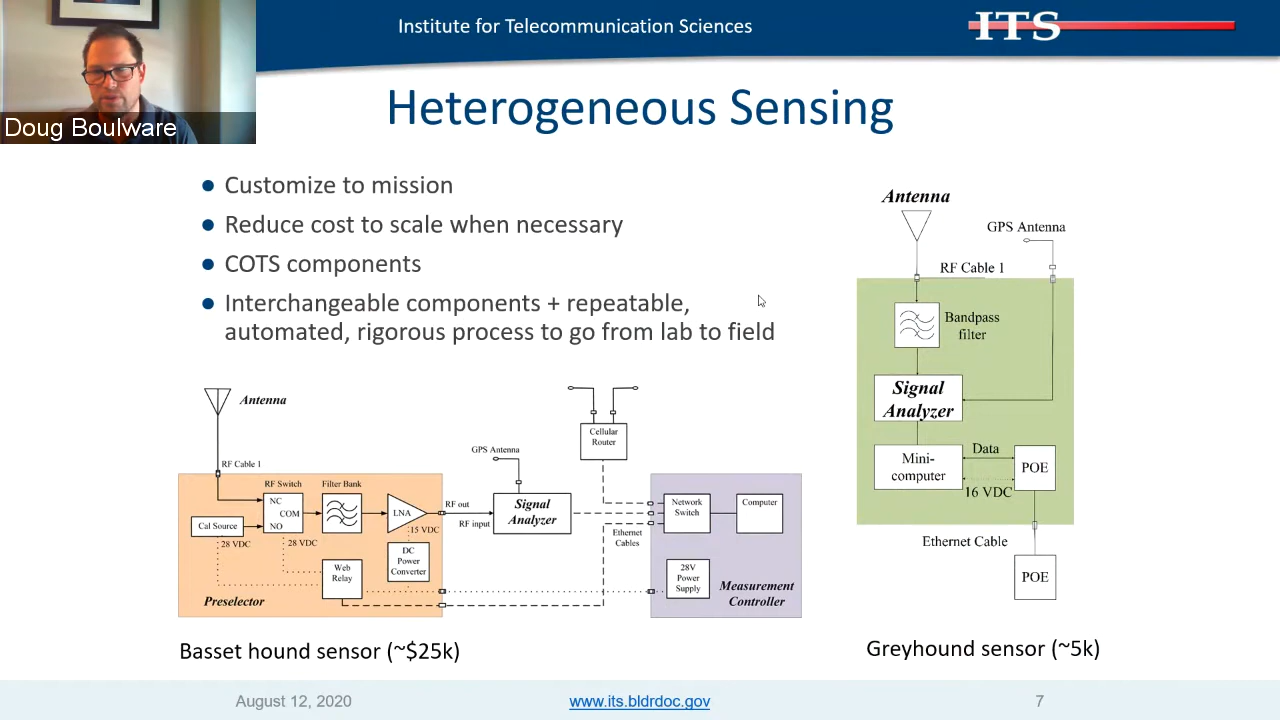 Institute for Telecommunication Sciences
ITS
Doug Boulware
Heterogeneous Sensing
● Customize to mission
● Reduce cost to scale when necessary
● COTS components
● Interchangeable components + repeatable,
automated, rigorous process to go from lab to field
Antenna
RF Cable 1
RF Switch
Filter Bank
NC
COM
NO
Cal Source
28 VDC
28 VDC
LNA
15 VDC
DC
Power
Converter
Web
Relay
Preselector
RF out
RF input
GPS Antenna
Signal
Analyzer
Cellular
Router
Ethernet
Cables
Network
Switch
Computer
28V
Power
Supply
Measurement
Controller
Basset hound sensor (~$25k)
Antenna
GPS Antenna
RF Cable 1
Bandpass
filter
Signal
Analyzer
Mini-
computer
Data
16 VDC
POE
Ethernet Cable
POE
Greyhound sensor (~5k)
August 12, 2020
www.its.bldrdoc.gov
7